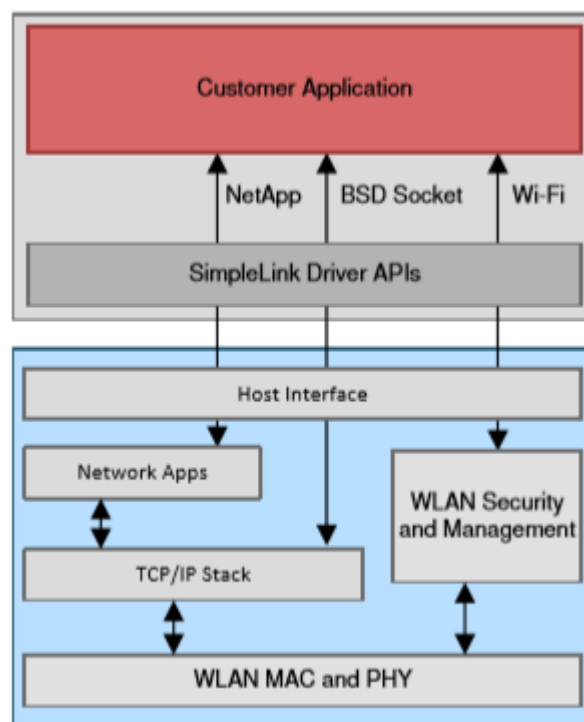 Customer Application
NetApp
BSD Socket
Wi-Fi
SimpleLink Driver APIs
Host Interface
Network Apps
WLAN Security
and Management
TCP/IP Stack
WLAN MAC and PHY